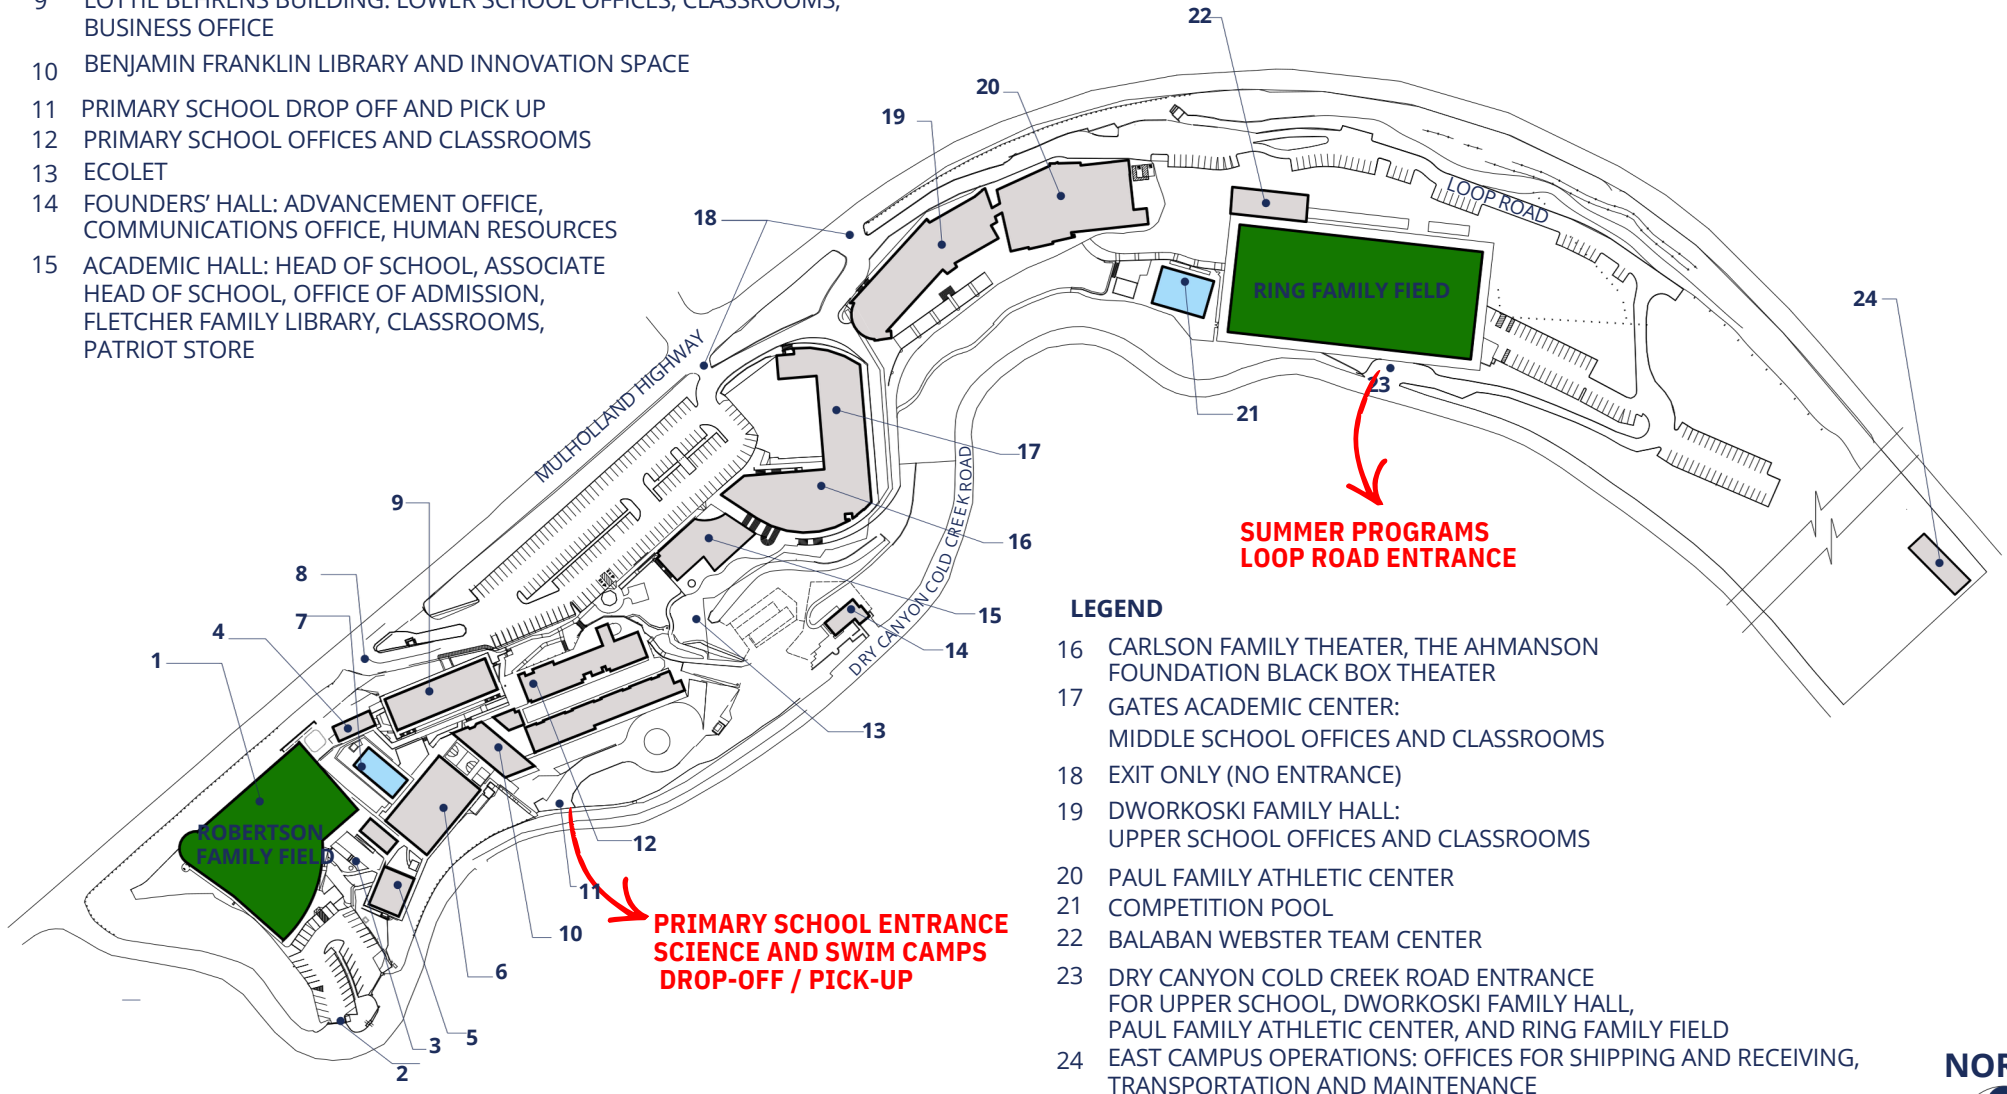 9 LOTTIE BEHRENS BUILDING: LOWER SCHOOL OFFICES, CLASSROOMS,
BUSINESS OFFICE
10 BENJAMIN FRANKLIN LIBRARY AND INNOVATION SPACE
11 PRIMARY SCHOOL DROP OFF AND PICK UP
12 PRIMARY SCHOOL OFFICES AND CLASSROOMS
13 ECOLET
14 FOUNDERS’ HALL: ADVANCEMENT OFFICE,
COMMUNICATIONS OFFICE, HUMAN RESOURCES
15 ACADEMIC HALL: HEAD OF SCHOOL, ASSOCIATE
HEAD OF SCHOOL, OFFICE OF ADMISSION,
FLETCHER FAMILY LIBRARY, CLASSROOMS,
PATRIOT STORE
22
20
19
18
LOOP ROAD
RING FAMILY FIELD
24
MULHOLLAND HIGHWAY
23
21
17
9
16
8
7
4
1
15
14
13
DRY CANYON COLD CREEK ROAD
SUMMER PROGRAMS
LOOP ROAD ENTRANCE
ROBERTSON
FAMILY FIELD
12
11
10
6
5
3
2
PRIMARY SCHOOL ENTRANCE
SCIENCE AND SWIM CAMPS
DROP-OFF / PICK-UP
LEGEND
16 CARLSON FAMILY THEATER, THE AHMANSON
FOUNDATION BLACK BOX THEATER
17 GATES ACADEMIC CENTER:
MIDDLE SCHOOL OFFICES AND CLASSROOMS
18 EXIT ONLY (NO ENTRANCE)
19 DWORKOSKI FAMILY HALL:
UPPER SCHOOL OFFICES AND CLASSROOMS
20 PAUL FAMILY ATHLETIC CENTER
21 COMPETITION POOL
22 BALABAN WEBSTER TEAM CENTER
23 DRY CANYON COLD CREEK ROAD ENTRANCE
FOR UPPER SCHOOL, DWORKOSKI FAMILY HALL,
PAUL FAMILY ATHLETIC CENTER, AND RING FAMILY FIELD
24 EAST CAMPUS OPERATIONS: OFFICES FOR SHIPPING AND RECEIVING,
TRANSPORTATION AND MAINTENANCE